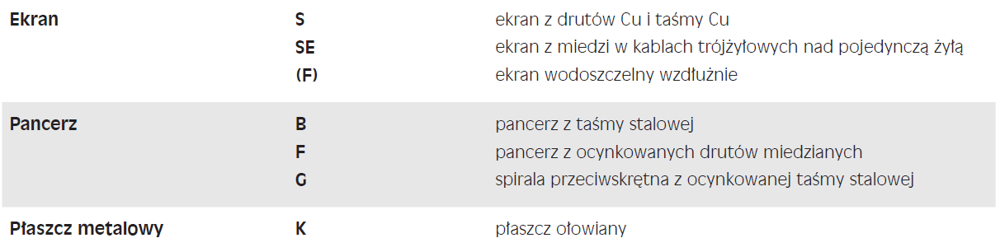 Ekran S ekran z drutów Cu i taśmy Cu
SE ekran z miedzi w kablach trójżyłowych nad pojedynczą żyłą
(F) ekran wodoszczelny wzdłużnie
Pancerz B pancerz z taśmy stalowej
F pancerz z ocynkowanych drutów miedzianych
G spirala przeciwskrętna z ocynkowanej taśmy stalowej
Płaszcz metalowy K płaszcz ołowiany